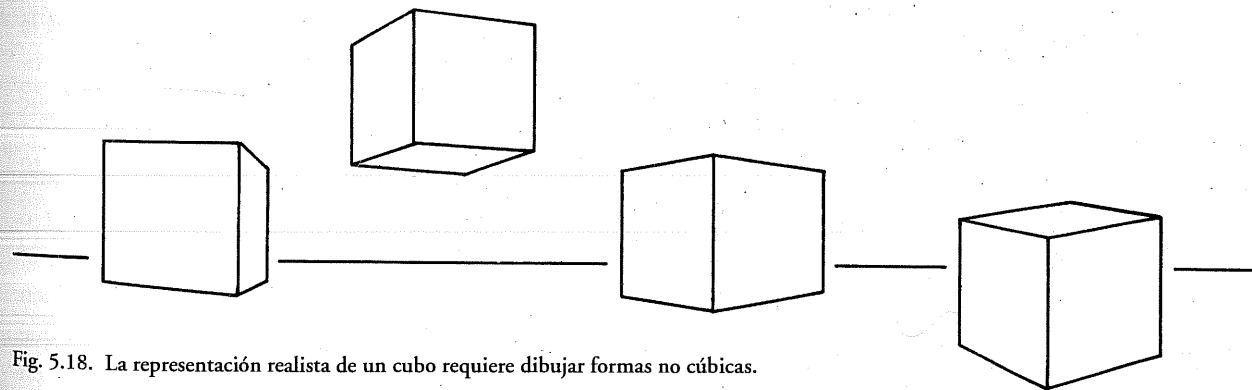 Fig. 5.18. La representación realista de un cubo requiere dibujar formas no cúbicas.